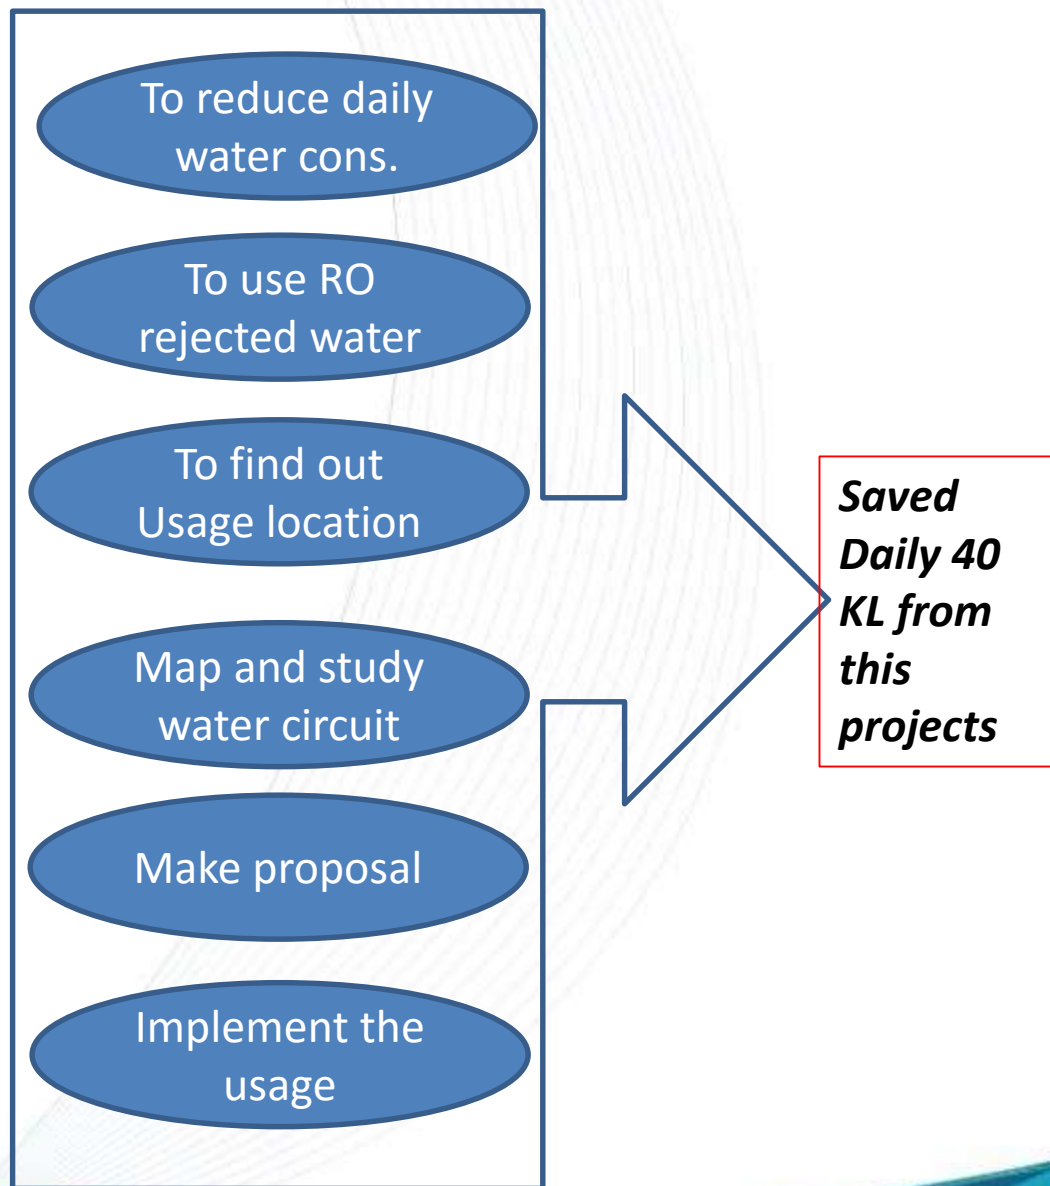 To reduce daily
water cons.
To use RO
rejected water
To find out
Usage location
Map and study
water circuit
Make proposal
Implement the
usage
Saved
Daily 40
KL from
this
projects